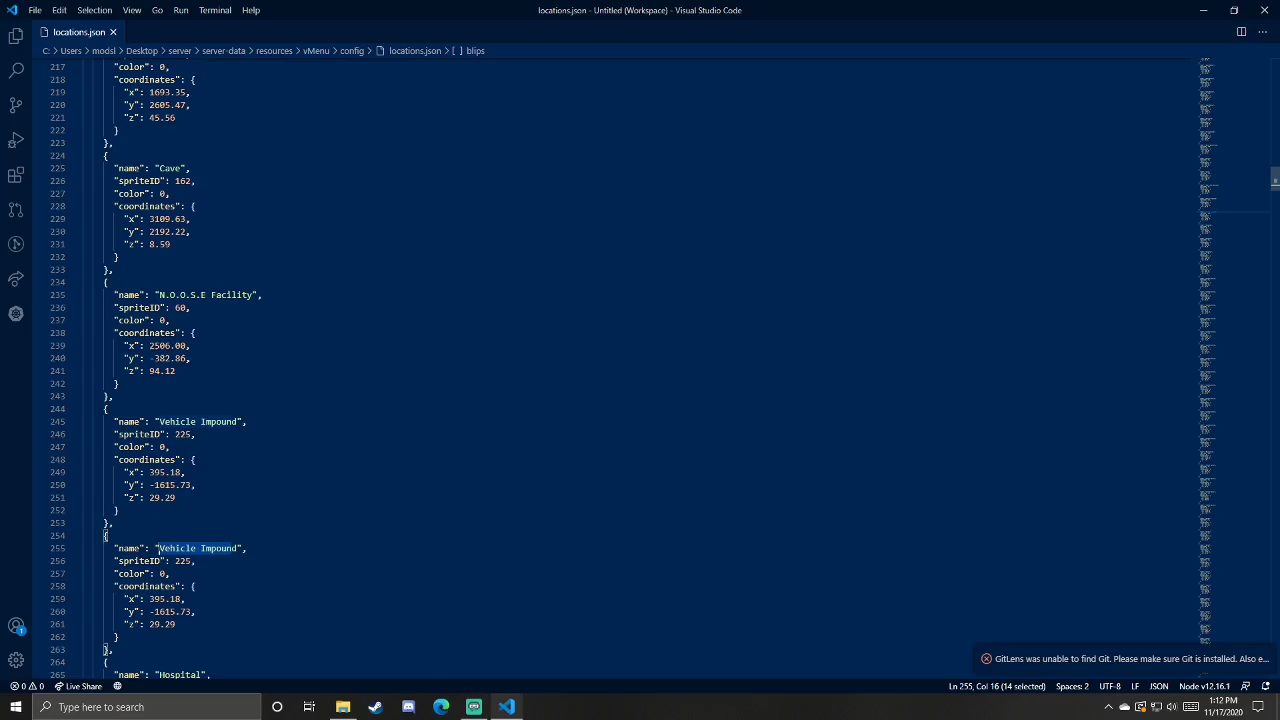 File Edit Selection View Go Run Terminal Help
locations.json - Untitled (Workspace) - Visual Studio Code
locations.json
C: > Users > modsl > Desktop > server > server-data > resources > vMenu > config > locations.json > [ ] blips
217 "color": 0,
218 "coordinates": {
219 "x": 1693.35,
220 "y": 2605.47,
221 "z": 45.56
222 }
223 },
224 {
225 "name": "Cave",
226 "spriteID": 162,
227 "color": 0,
228 "coordinates": {
229 "x": 3109.63,
230 "y": 2192.22,
231 "z": 8.59
232 }
233 },
234 {
235 "name": "N.O.O.S.E Facility",
236 "spriteID": 60,
237 "color": 0,
238 "coordinates": {
239 "x": 2506.00,
240 "y": -382.86,
241 "z": 94.12
242 }
243 },
244 {
245 "name": "Vehicle Impound",
246 "spriteID": 225,
247 "color": 0,
248 "coordinates": {
249 "x": 395.18,
250 "y": -1615.73,
251 "z": 29.29
252 }
253 },
254 {
255 "name": "Vehicle Impound",
256 "spriteID": 225,
257 "color": 0,
258 "coordinates": {
259 "x": 395.18,
260 "y": -1615.73,
261 "z": 29.29
262 }
263 },
264 {
265 "name": "Hospital",
GitLens was unable to find Git. Please make sure Git is installed. Also e...
1
0 0 Live Share Ln 255, Col 16 (14 selected) Spaces: 2 UTF-8 LF JSON Node v12.16.1
Type here to search
1:12 PM
11/17/2020